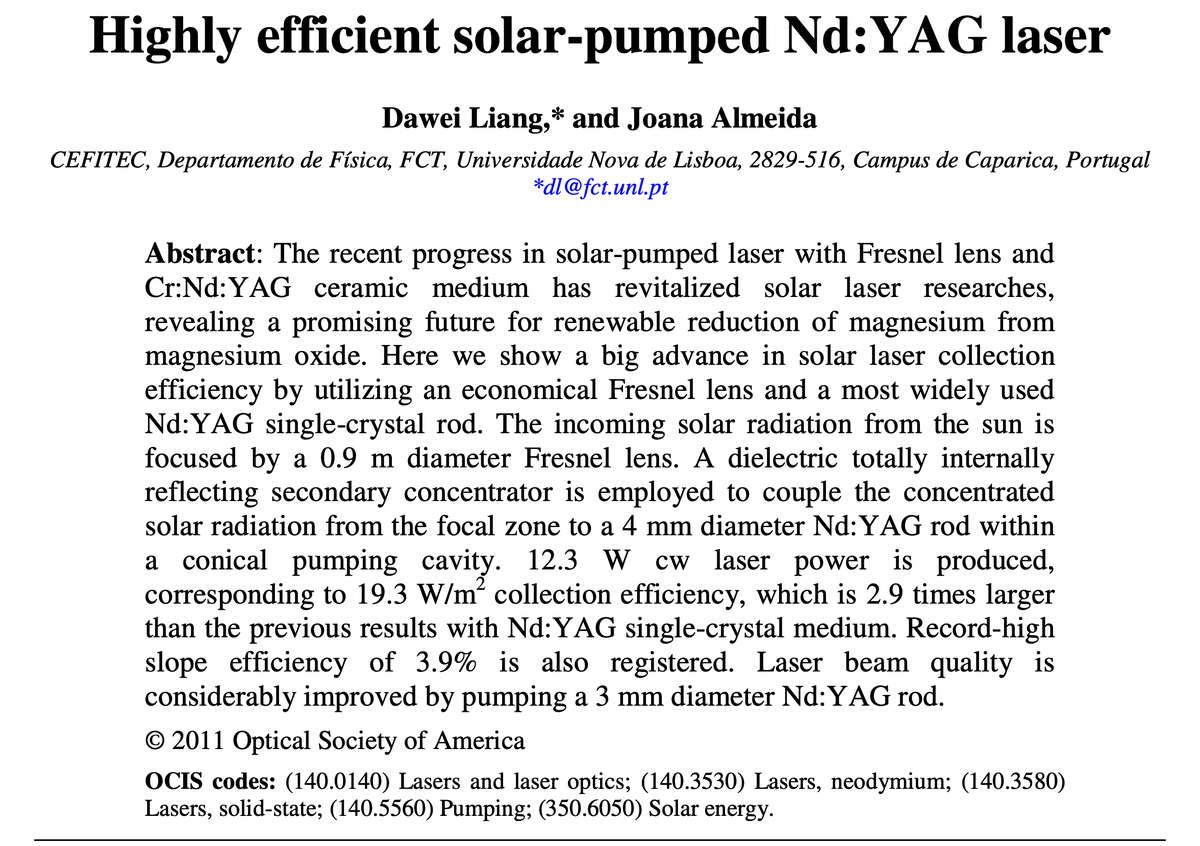 Highly efficient solar-pumped Nd:YAG laser
Dawei Liang,* and Joana Almeida
CEFITEC, Departamento de Física, FCT, Universidade Nova de Lisboa, 2829-516, Campus de Caparica, Portugal
*dl@fct.unl.pt
Abstract: The recent progress in solar-pumped laser with Fresnel lens and
Cr:Nd:YAG ceramic medium has revitalized solar laser researches,
revealing a promising future for renewable reduction of magnesium from
magnesium oxide. Here we show a big advance in solar laser collection
efficiency by utilizing an economical Fresnel lens and a most widely used
Nd:YAG single-crystal rod. The incoming solar radiation from the sun is
focused by a 0.9 m diameter Fresnel lens. A dielectric totally internally
reflecting secondary concentrator is employed to couple the concentrated
solar radiation from the focal zone to a 4 mm diameter Nd:YAG rod within
a conical pumping cavity. 12.3 W cw laser power is produced,
corresponding to 19.3 W/m² collection efficiency, which is 2.9 times larger
than the previous results with Nd:YAG single-crystal medium. Record-high
slope efficiency of 3.9% is also registered. Laser beam quality is
considerably improved by pumping a 3 mm diameter Nd:YAG rod.
© 2011 Optical Society of America
OCIS codes: (140.0140) Lasers and laser optics; (140.3530) Lasers, neodymium; (140.3580)
Lasers, solid-state; (140.5560) Pumping; (350.6050) Solar energy.